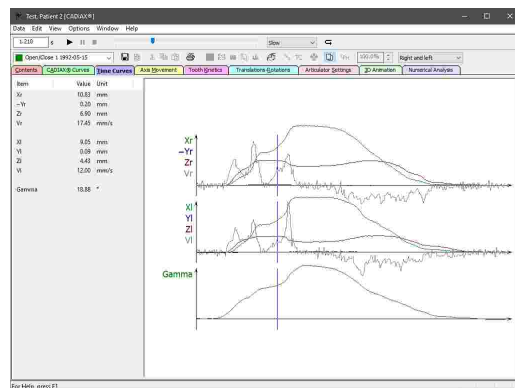 Test, Patient 2 [CADIAX®]
Data Edit View Options Window Help
1-210 Slow
Open/Close 1 1992-05-15 100.0% Right and left
Contents CADIAX® Curves Time Curves Axis Movement Tooth Kinetics Translations-Rotations Articulator Settings 3D Animation Numerical Analysis
Item Value Unit
Xr 10.83 mm
-Yr 0.20 mm
Zr 6.90 mm
Vr 17.45 mm/s
Xl 9.05 mm
Yl 0.09 mm
Zl 4.43 mm
Vl 12.00 mm/s
Gamma 18.88 °
Xr
-Yr
Zr
Vr
Xl
Yl
Zl
Vl
Gamma
For Help, press F1